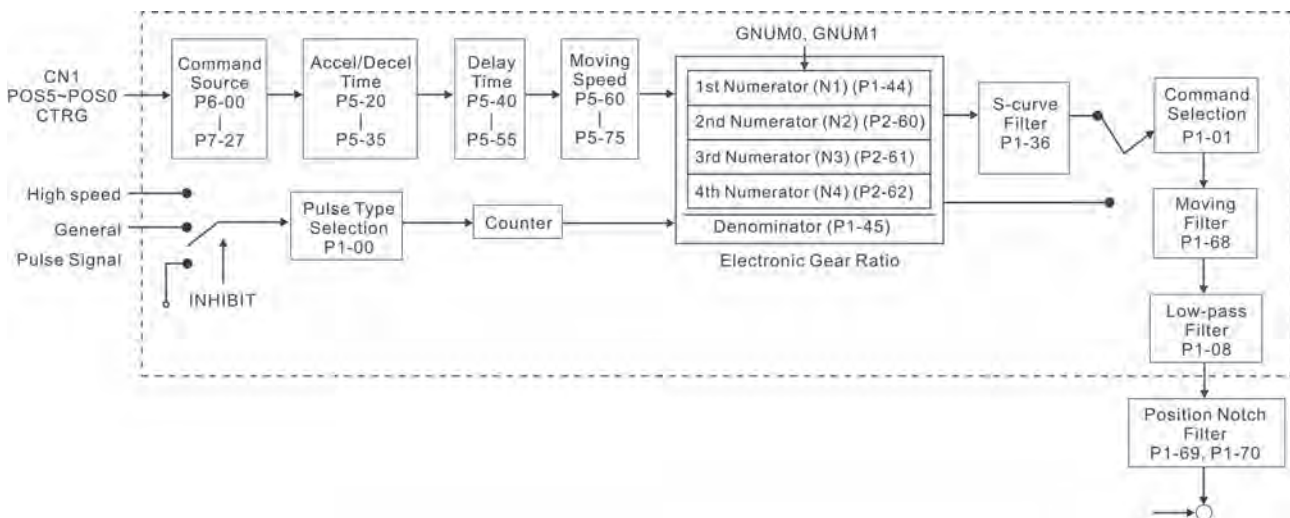 GNUM0, GNUM1
CN1
POS5~POS0
CTRG
Command
Source
P6-00
|
P7-27
Accel/Decel
Time
P5-20
|
P5-35
Delay
Time
P5-40
|
P5-55
Moving
Speed
P5-60
|
P5-75
1st Numerator (N1) (P1-44)
2nd Numerator (N2) (P2-60)
3rd Numerator (N3) (P2-61)
4th Numerator (N4) (P2-62)
Denominator (P1-45)
Electronic Gear Ratio
S-curve
Filter
P1-36
Command
Selection
P1-01
High speed
General
Pulse Signal
INHIBIT
Pulse Type
Selection
P1-00
Counter
Moving
Filter
P1-68
Low-pass
Filter
P1-08
Position Notch
Filter
P1-69, P1-70